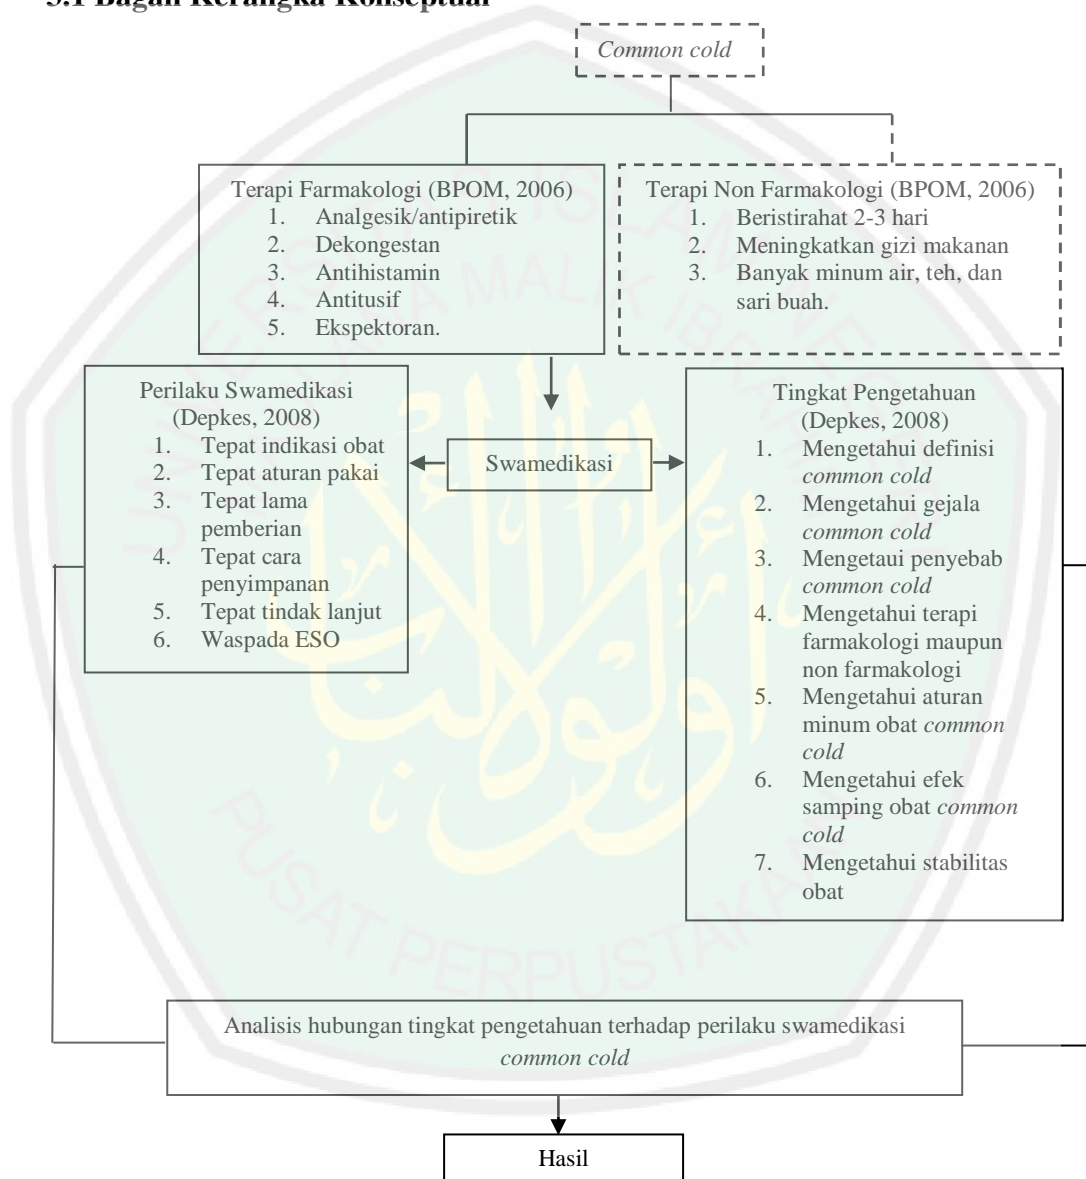 3.1 Bagan Kerangka Konseptual
Common cold
Terapi Farmakologi (BPOM, 2006)
1. Analgesik/antipiretik
2. Dekongestan
3. Antihistamin
4. Antitusif
5. Ekspektoran.
Terapi Non Farmakologi (BPOM, 2006)
1. Beristirahat 2-3 hari
2. Meningkatkan gizi makanan
3. Banyak minum air, teh, dan
sari buah.
Perilaku Swamedikasi
(Depkes, 2008)
1. Tepat indikasi obat
2. Tepat aturan pakai
3. Tepat lama
pemberian
4. Tepat cara
penyimpanan
5. Tepat tindak lanjut
6. Waspada ESO
Swamedikasi
Tingkat Pengetahuan
(Depkes, 2008)
1. Mengetahui definisi
common cold
2. Mengetahui gejala
common cold
3. Mengetaui penyebab
common cold
4. Mengetahui terapi
farmakologi maupun
non farmakologi
5. Mengetahui aturan
minum obat common
cold
6. Mengetahui efek
samping obat common
cold
7. Mengetahui stabilitas
obat
Analisis hubungan tingkat pengetahuan terhadap perilaku swamedikasi
common cold
Hasil
PUSAT PERPUSTAKAAN